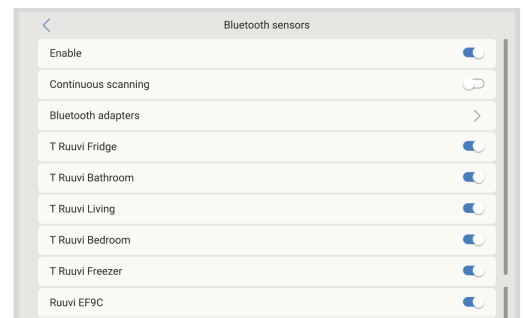 Bluetooth sensors
Enable
Continuous scanning
Bluetooth adapters
T Ruuvi Fridge
T Ruuvi Bathroom
T Ruuvi Living
T Ruuvi Bedroom
T Ruuvi Freezer
Ruuvi EF9C